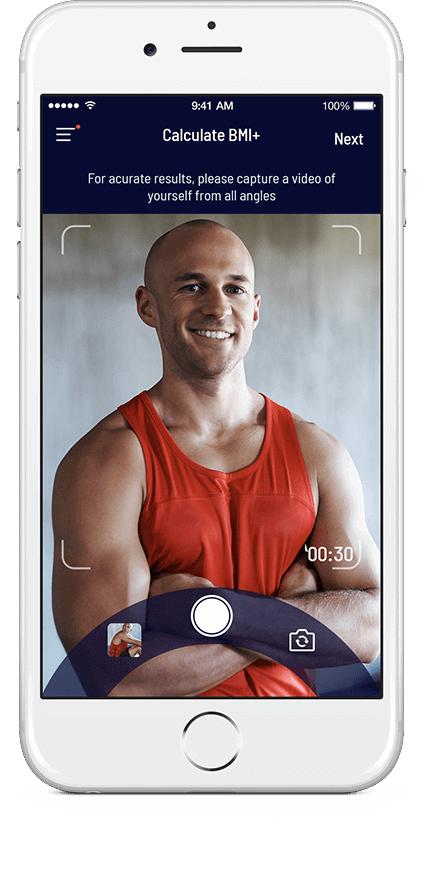 9:41 AM
100%
Calculate BMI+
Next
For acurate results, please capture a video of
yourself from all angles
'00:30